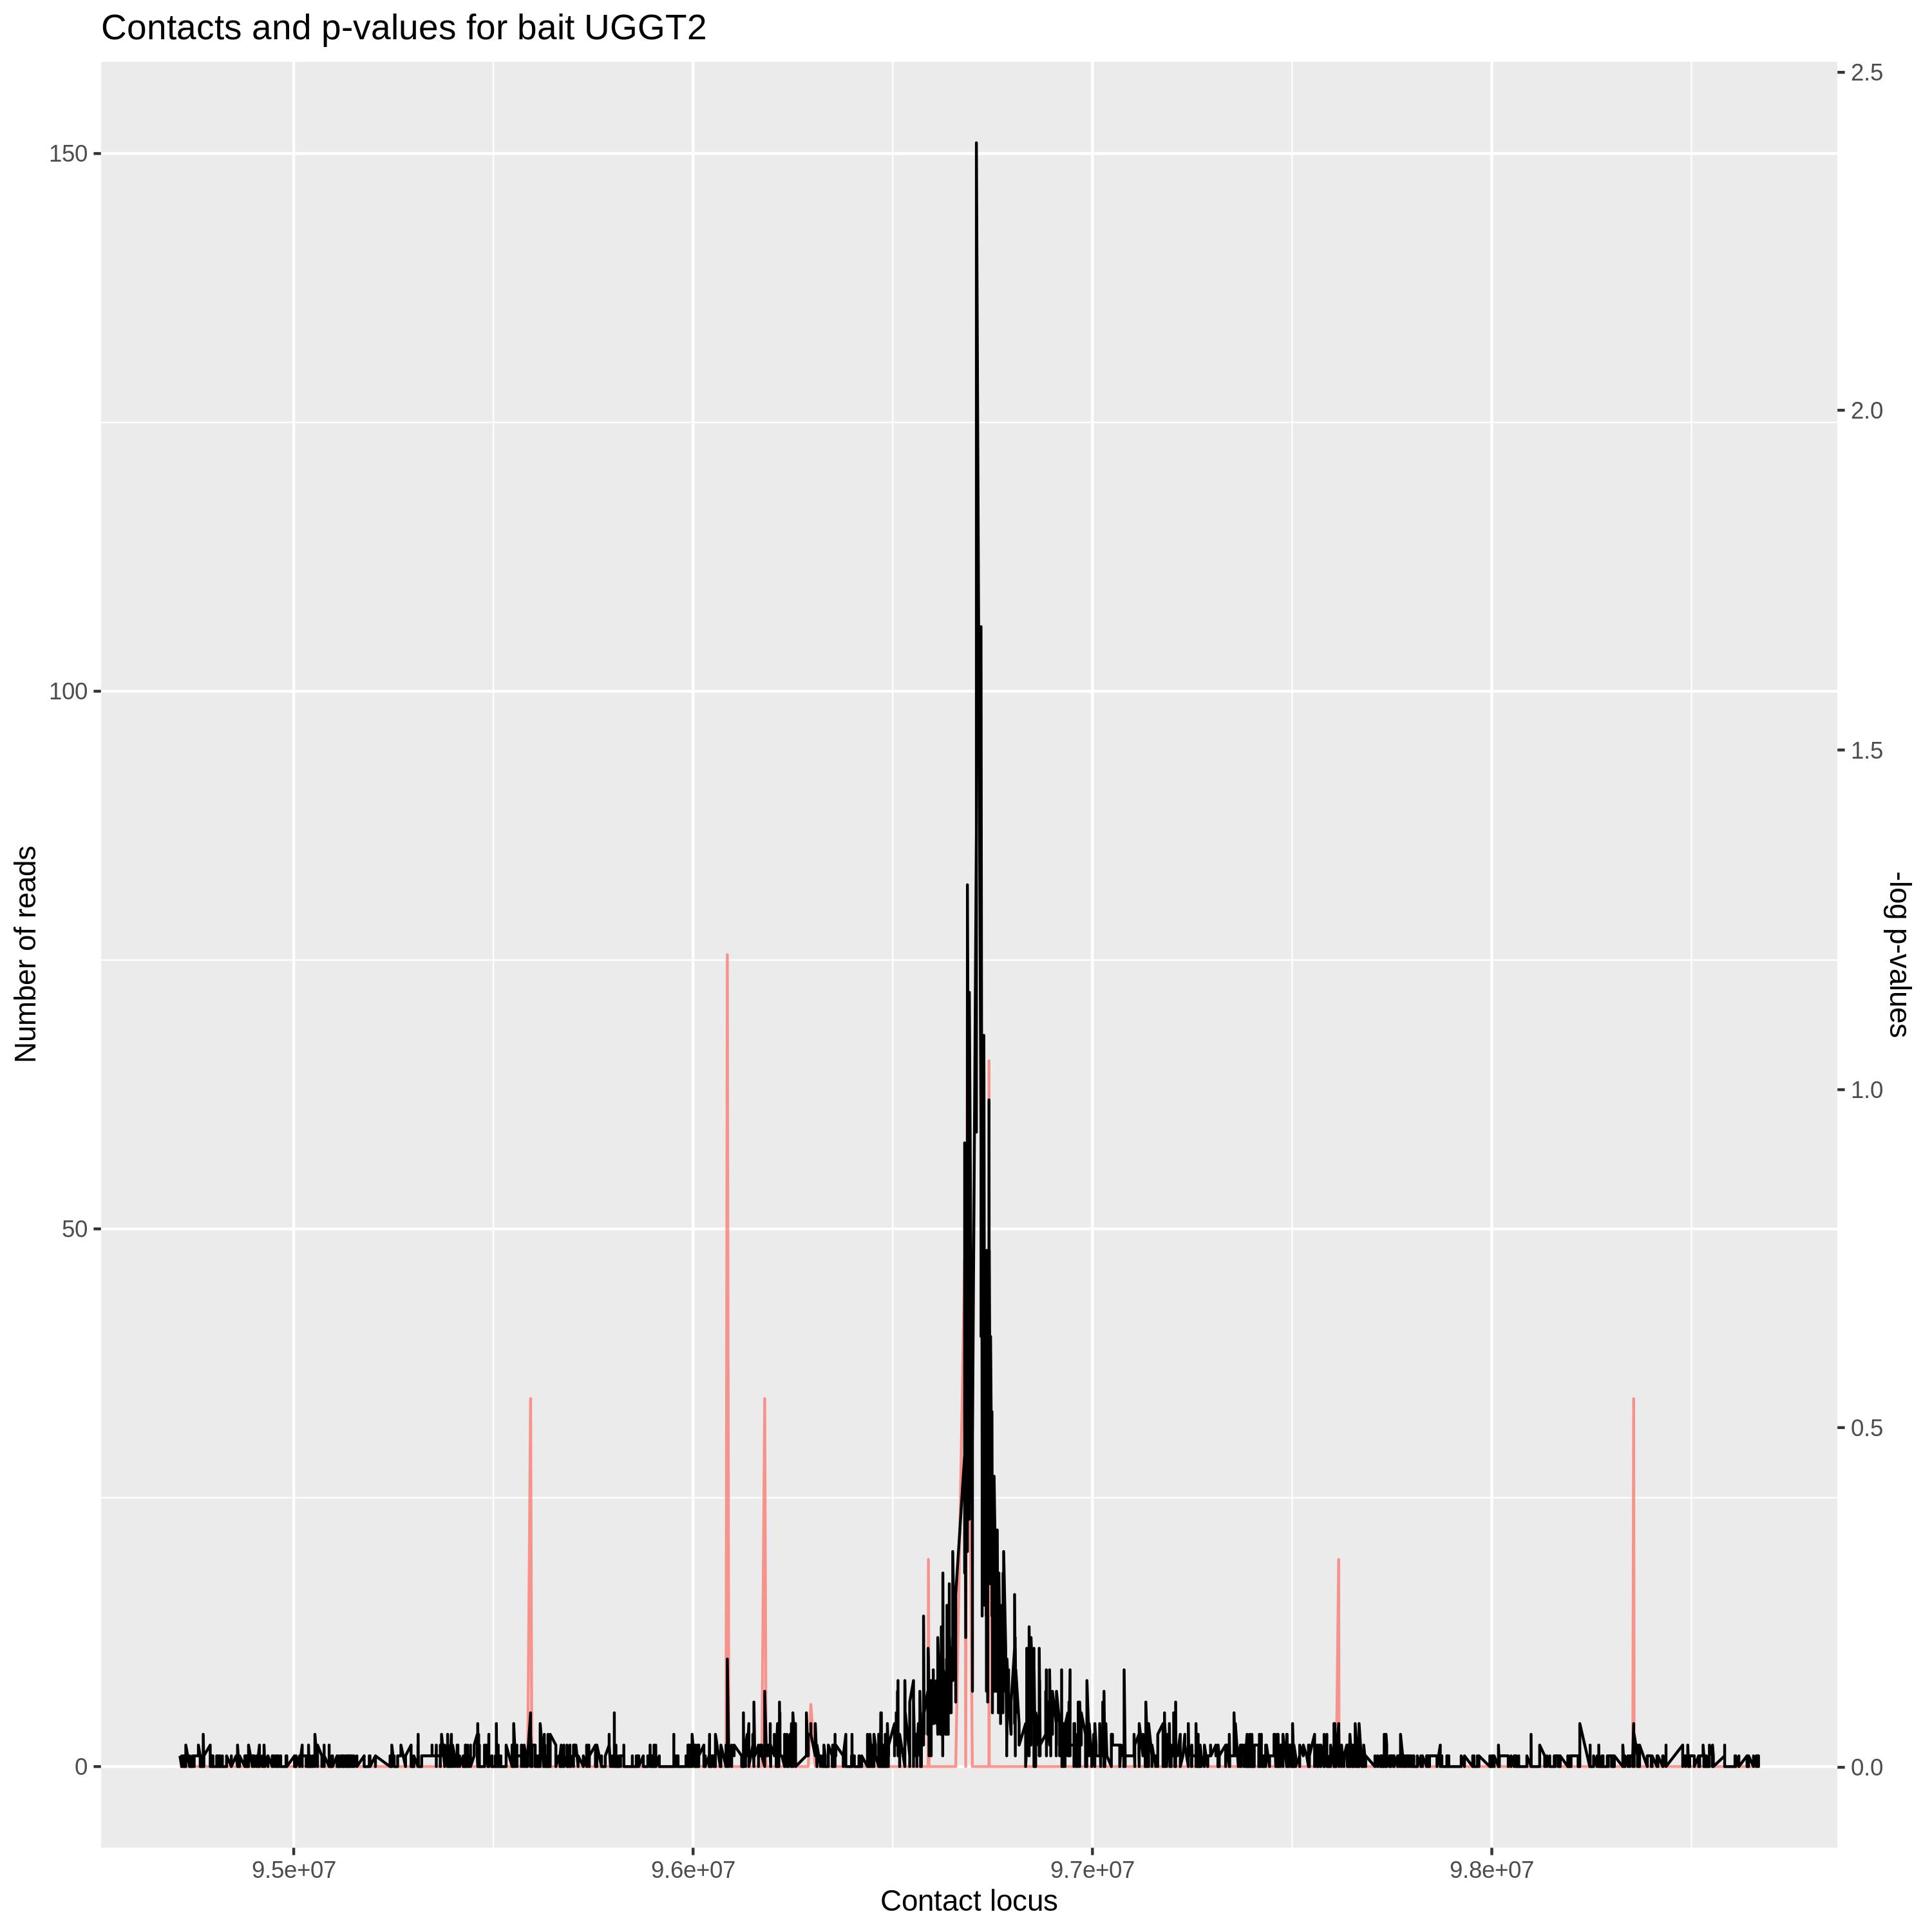 Contacts and p-values for bait UGGT2
150
100
50
0
Number of reads
2.5
2.0
1.5
1.0
0.5
0.0
-log p-values
9.5e+07
9.6e+07
9.7e+07
9.8e+07
Contact locus